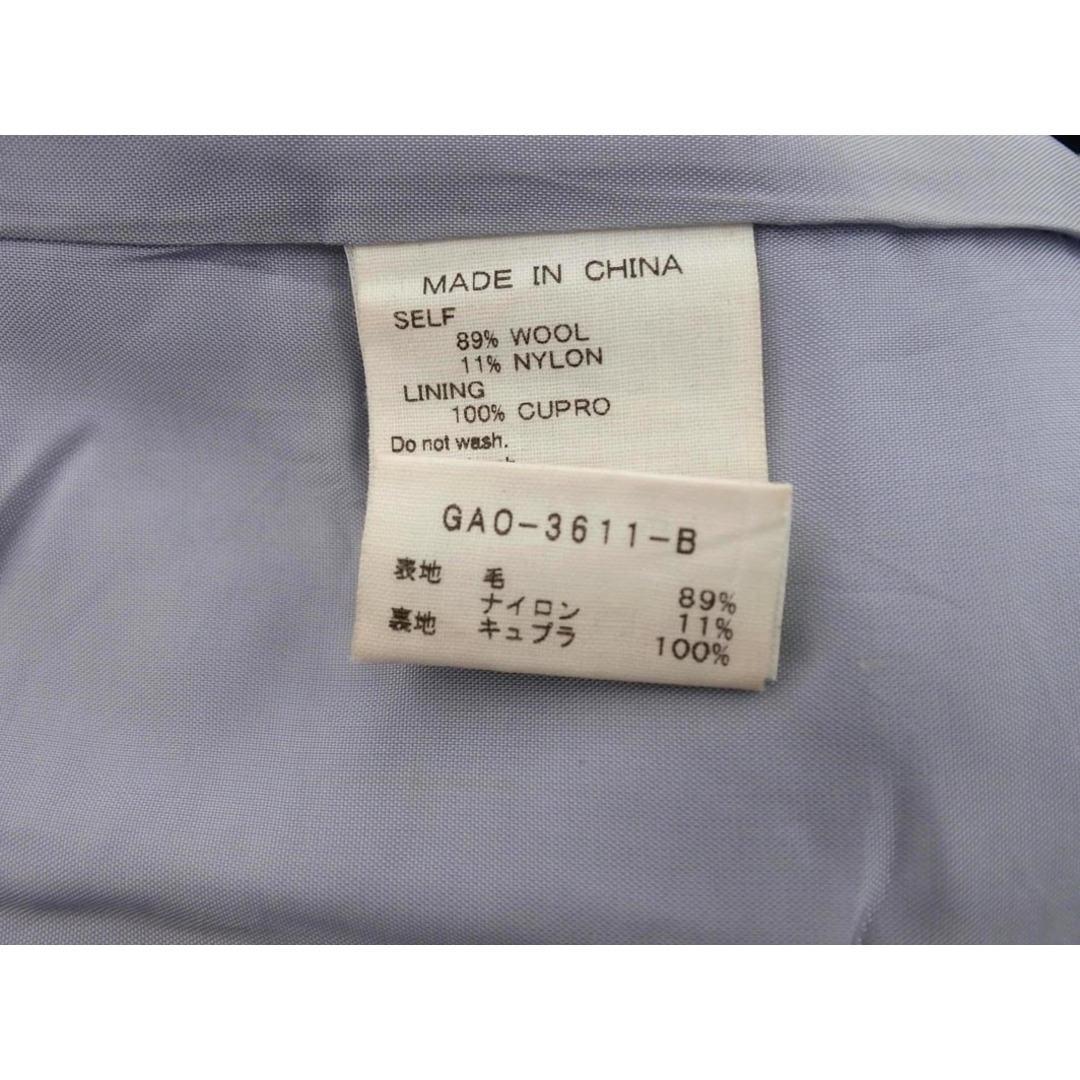 MADE IN CHINA
SELF
89% WOOL
11% NYLON
LINING
100% CUPRO
Do not wash.
GAO-3611-B
表地 毛 89%
ナイロン 11%
裏地 キュプラ 100%